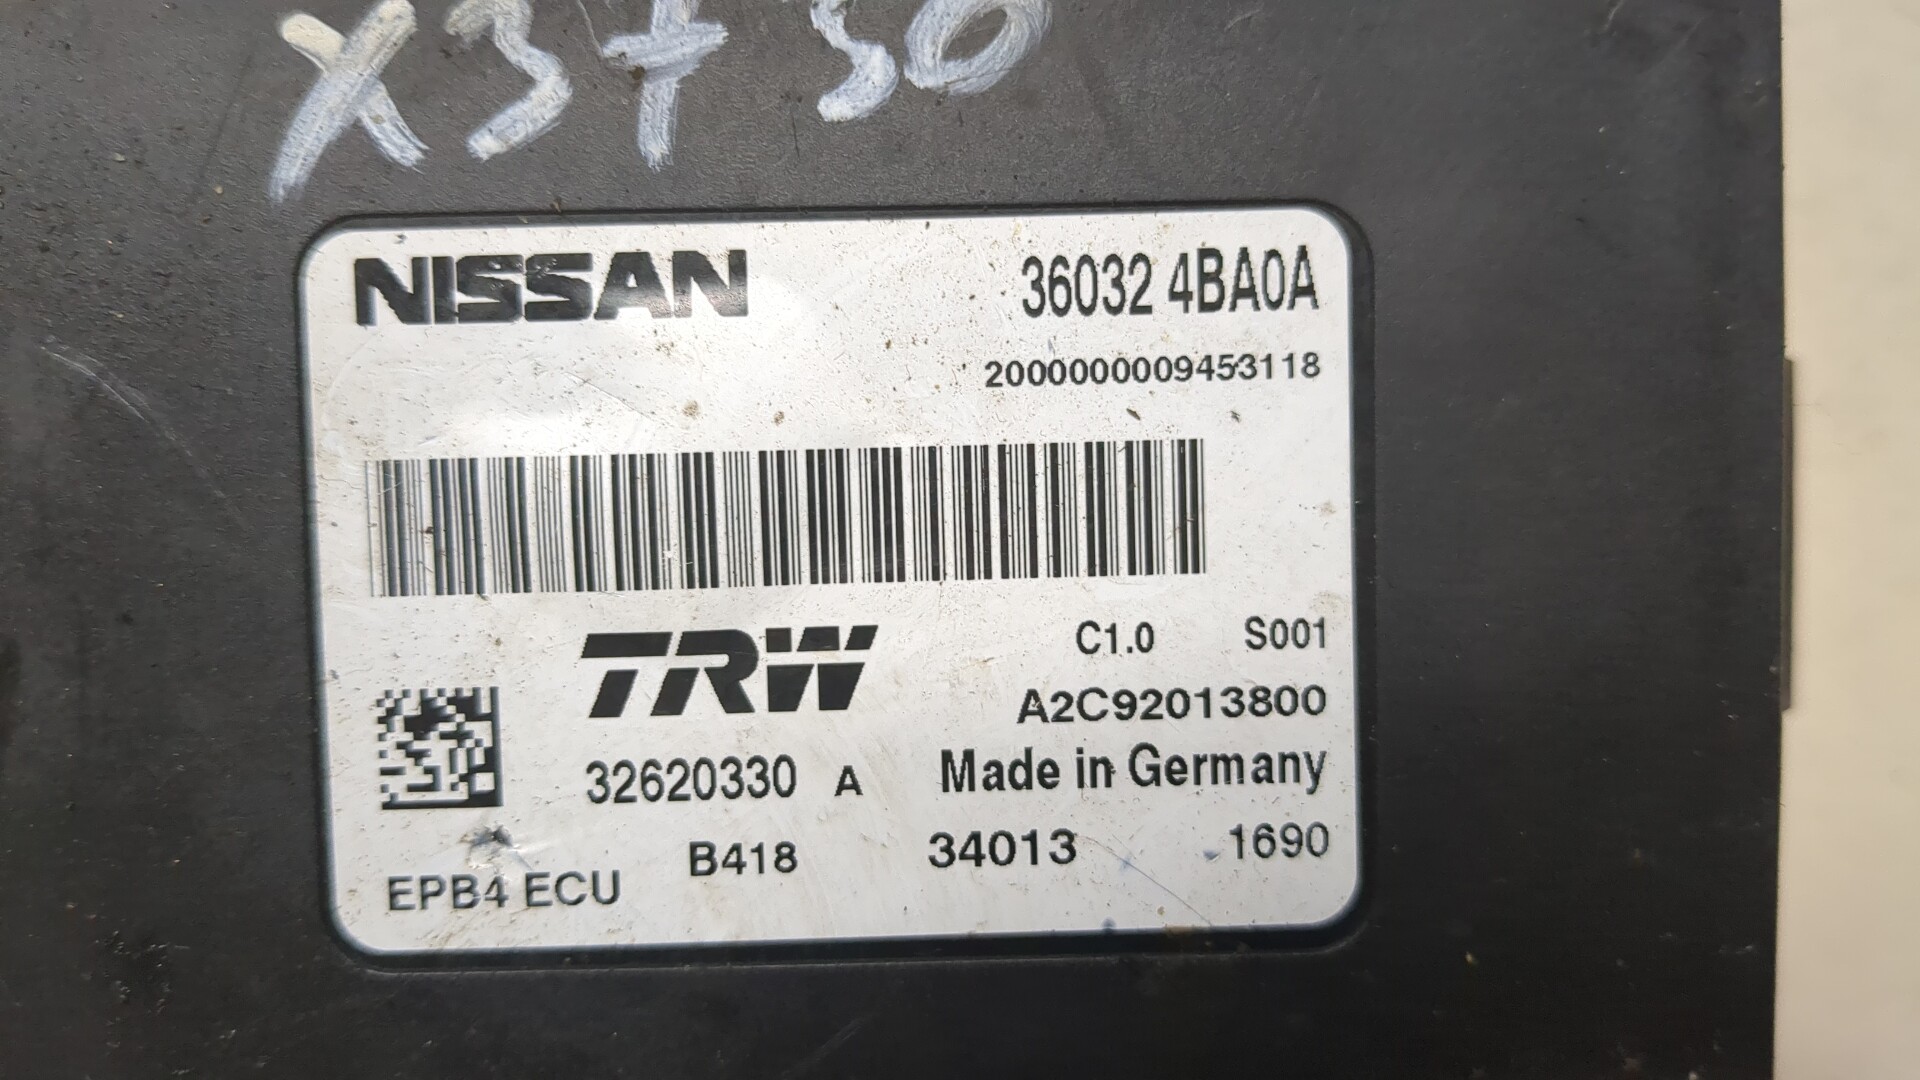 X3730
NISSAN
36032 4BA0A
2000000009453118
TRW
C1.0 S001
A2C92013800
32620330 A
Made in Germany
B418 34013 1690
EPB4 ECU